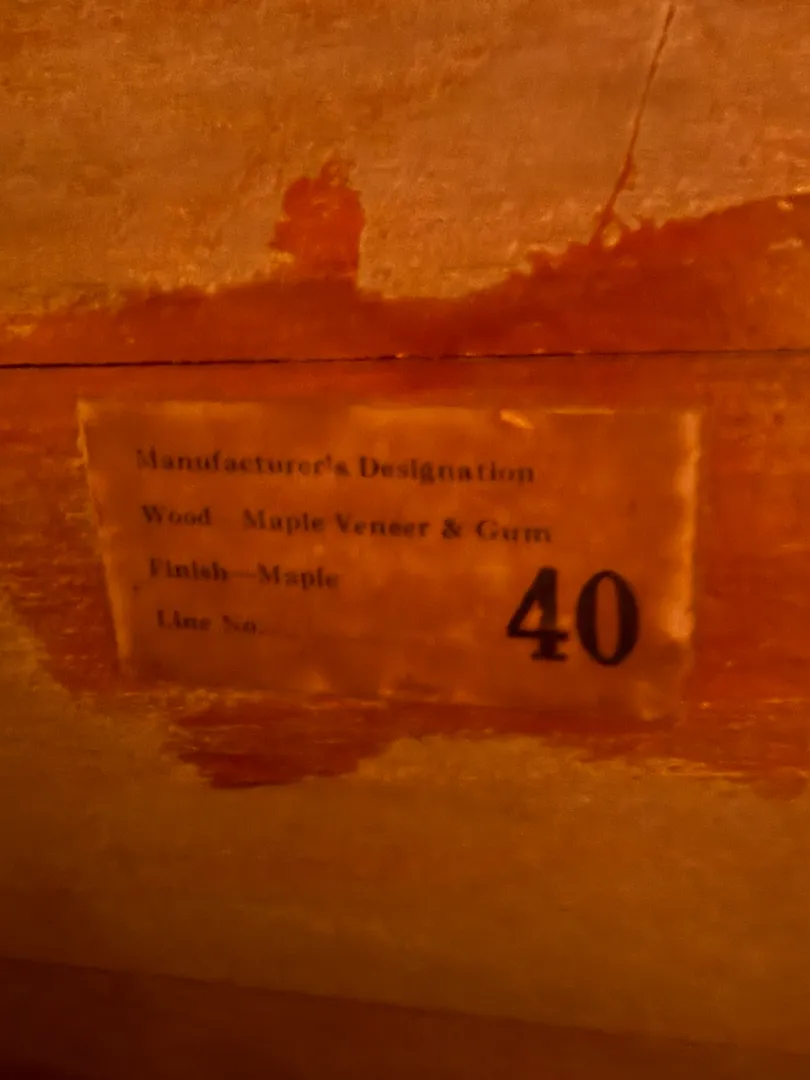 Manufacturer's Designation
Wood Maple Veneer & Gum
Finish—Maple
Line No. 40